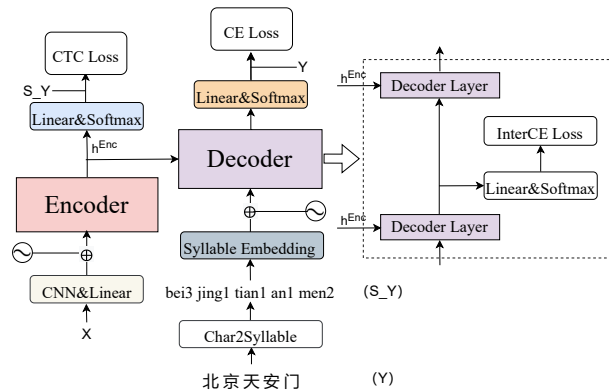 CTC Loss
S_Y
Linear&Softmax
h^Enc
Encoder
CNN&Linear
X
CE Loss
Y
Linear&Softmax
Decoder
Syllable Embedding
bei3 jing1 tian1 an1 men2
(S_Y)
Char2Syllable
北京天安门
(Y)
h^Enc
Decoder Layer
InterCE Loss
Linear&Softmax
h^Enc
Decoder Layer